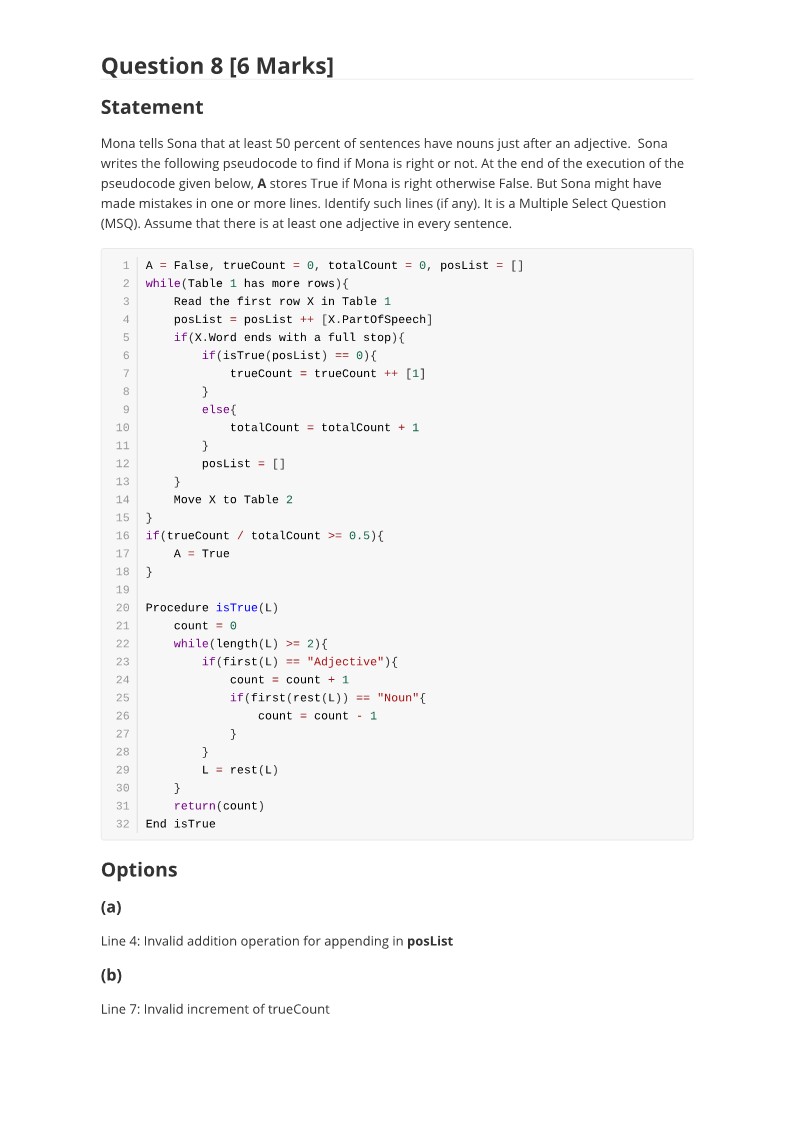 Question 8 [6 Marks]
Statement
Mona tells Sona that at least 50 percent of sentences have nouns just after an adjective.  Sona
writes the following pseudocode to find if Mona is right or not. At the end of the execution of the
pseudocode given below, A stores True if Mona is right otherwise False. But Sona might have
made mistakes in one or more lines. Identify such lines (if any). It is a Multiple Select Question
(MSQ). Assume that there is at least one adjective in every sentence.
1 A = False, trueCount = 0, totalCount = 0, posList = []
2 while(Table 1 has more rows){
3     Read the first row X in Table 1
4     posList = posList ++ [X.PartOfSpeech]
5     if(X.Word ends with a full stop){
6         if(isTrue(posList) == 0){
7             trueCount = trueCount ++ [1]
8         }
9         else{
10             totalCount = totalCount + 1
11         }
12         posList = []
13     }
14     Move X to Table 2
15 }
16 if(trueCount / totalCount >= 0.5){
17     A = True
18 }
19
20 Procedure isTrue(L)
21     count = 0
22     while(length(L) >= 2){
23         if(first(L) == "Adjective"){
24             count = count + 1
25             if(first(rest(L)) == "Noun"{
26                 count = count - 1
27             }
28         }
29         L = rest(L)
30     }
31     return(count)
32 End isTrue
Options
(a)
Line 4: Invalid addition operation for appending in posList
(b)
Line 7: Invalid increment of trueCount